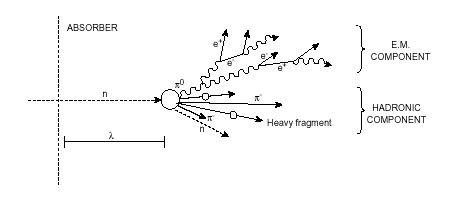 ABSORBER
E.M.
COMPONENT
e+
e-
e-
e+
π0
n
π-
HADRONIC
COMPONENT
Heavy fragment
π-
n
λ